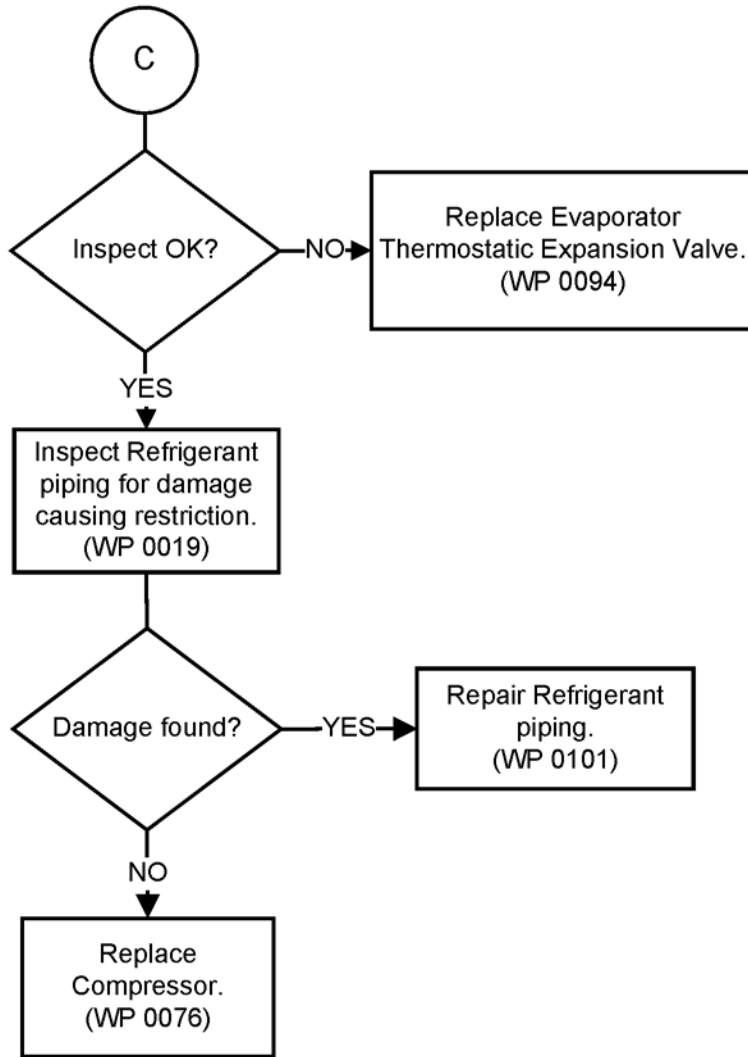 C
Inspect OK?
NO
Replace Evaporator
Thermostatic Expansion Valve.
(WP 0094)
YES
Inspect Refrigerant
piping for damage
causing restriction.
(WP 0019)
Damage found?
YES
Repair Refrigerant
piping.
(WP 0101)
NO
Replace
Compressor.
(WP 0076)